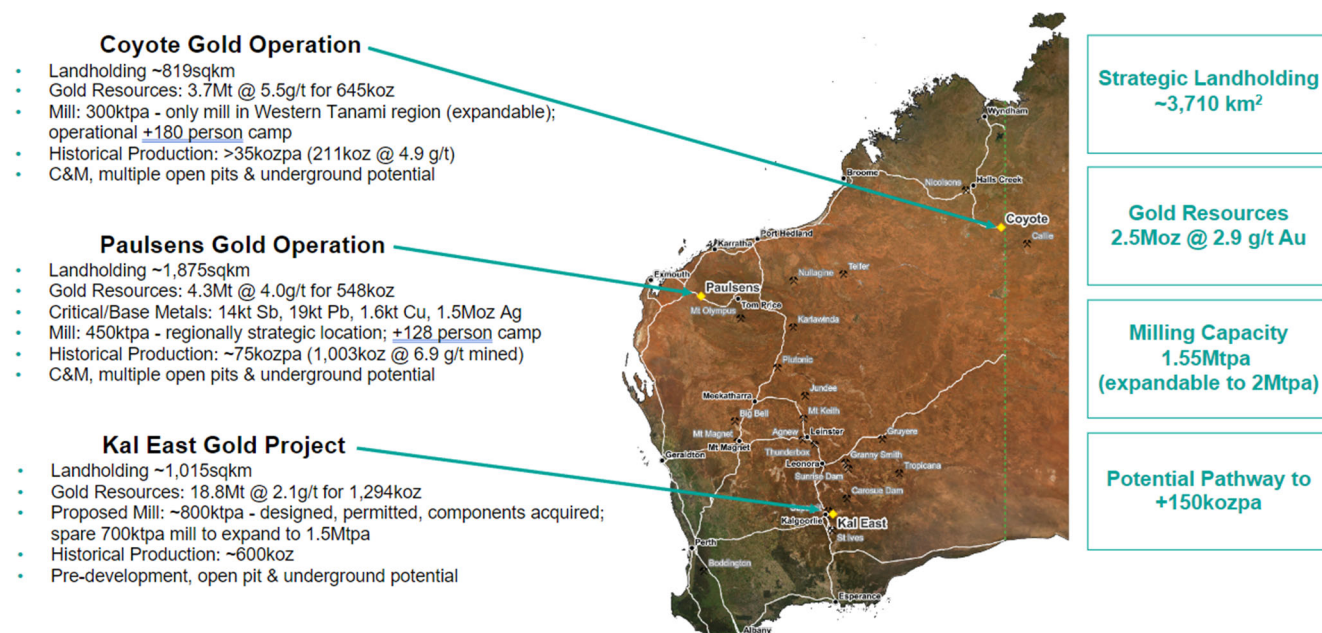 Coyote Gold Operation
• Landholding ~819sqkm
• Gold Resources: 3.7Mt @ 5.5g/t for 645koz
• Mill: 300ktpa - only mill in Western Tanami region (expandable);
operational +180 person camp
• Historical Production: >35kozpa (211koz @ 4.9 g/t)
• C&M, multiple open pits & underground potential
Paulsens Gold Operation
• Landholding ~1,875sqkm
• Gold Resources: 4.3Mt @ 4.0g/t for 548koz
• Critical/Base Metals: 14kt Sb, 19kt Pb, 1.6kt Cu, 1.5Moz Ag
• Mill: 450ktpa - regionally strategic location; +128 person camp
• Historical Production: ~75kozpa (1,003koz @ 6.9 g/t mined)
• C&M, multiple open pits & underground potential
Kal East Gold Project
• Landholding ~1,015sqkm
• Gold Resources: 18.8Mt @ 2.1g/t for 1,294koz
• Proposed Mill: ~800ktpa - designed, permitted, components acquired;
spare 700ktpa mill to expand to 1.5Mtpa
• Historical Production: ~600koz
• Pre-development, open pit & underground potential
Wyndham
Broome
Nicolsons
Halls Creek
Coyote
Callie
Port Hedland
Karratha
Exmouth
Nullagine
Telfer
Paulsens
Tom Price
Mt Olympus
Karlawinda
Plutonic
Meekatharra
Jundee
Big Bell
Mt Keith
Mt Magnet
Mt.Magnet
Agnew
Leinster
Gruyere
Geraldton
Thunderbox
Leonora
Granny Smith
Sunrise Dam
Tropicana
Carosue Dam
Kalgoorlie
Kal East
St Ives
Perth
Boddington
Esperance
Albany
Strategic Landholding
~3,710 km²
Gold Resources
2.5Moz @ 2.9 g/t Au
Milling Capacity
1.55Mtpa
(expandable to 2Mtpa)
Potential Pathway to
+150kozpa